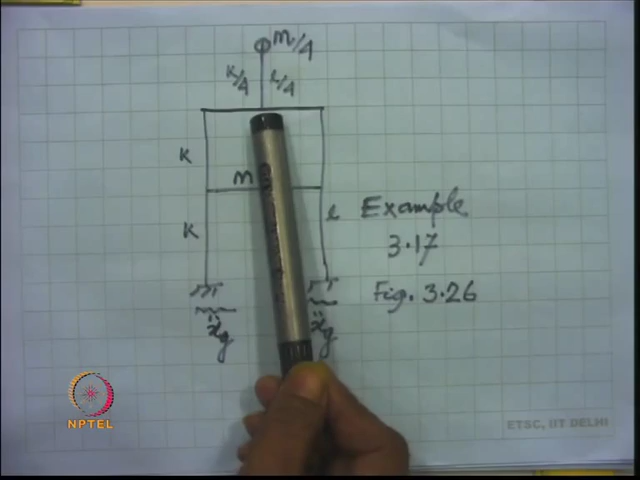 m/4
k/4 l/4
k
m
k l Example
3.17
Fig. 3.26
ẍg ẍg
NPTEL
ETSC, IIT DELHI